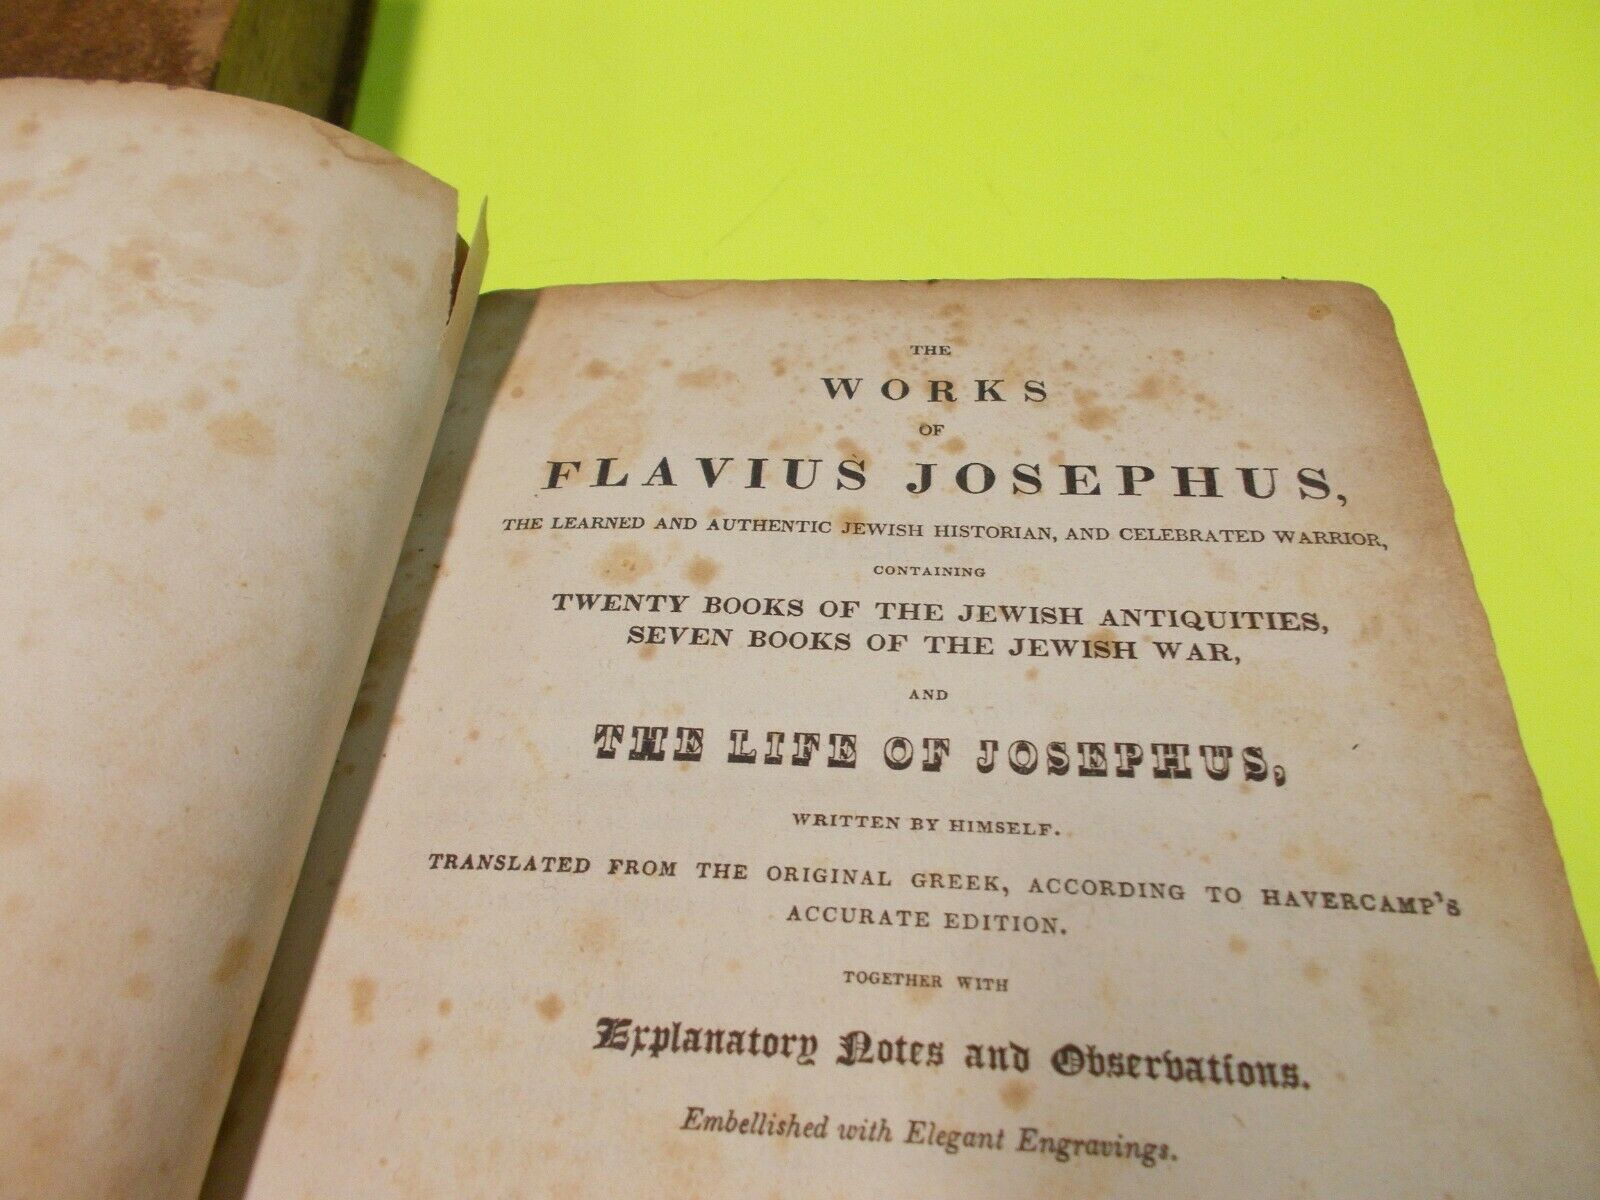 THE
WORKS
OF
FLAVIUS JOSEPHUS,
THE LEARNED AND AUTHENTIC JEWISH HISTORIAN, AND CELEBRATED WARRIOR,
CONTAINING
TWENTY BOOKS OF THE JEWISH ANTIQUITIES,
SEVEN BOOKS OF THE JEWISH WAR,
AND
THE LIFE OF JOSEPHUS,
WRITTEN BY HIMSELF.
TRANSLATED FROM THE ORIGINAL GREEK, ACCORDING TO HAVERCAMP'S
ACCURATE EDITION.
TOGETHER WITH
Explanatory Notes and Observations.
Embellished with Elegant Engravings.